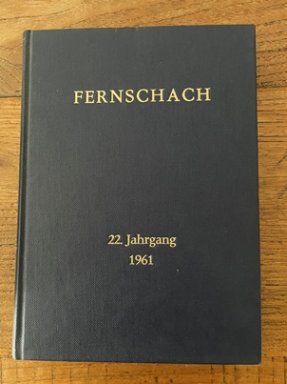 FERNSCHACH
22. Jahrgang
1961